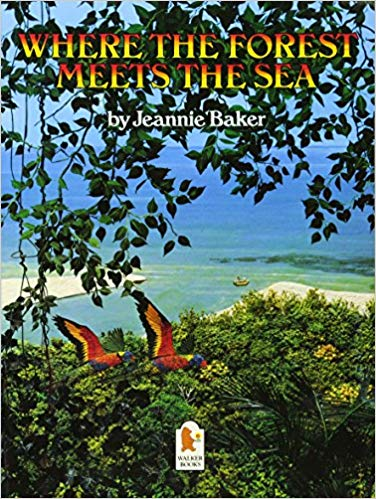 WHERE THE FOREST
MEETS THE SEA
by Jeannie Baker
WALKER
BOOKS